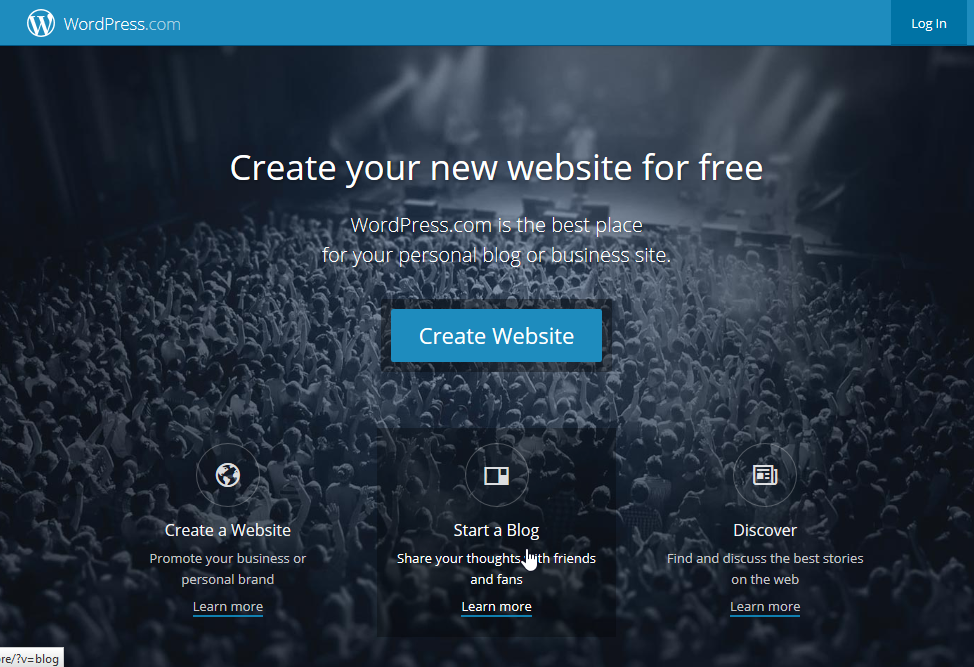 WordPress.com
Log In
Create your new website for free
WordPress.com is the best place
for your personal blog or business site.
Create Website
Create a Website
Promote your business or
personal brand
Learn more
Start a Blog
Share your thoughts with friends
and fans
Learn more
Discover
Find and discuss the best stories
on the web
Learn more
re/?v=blog